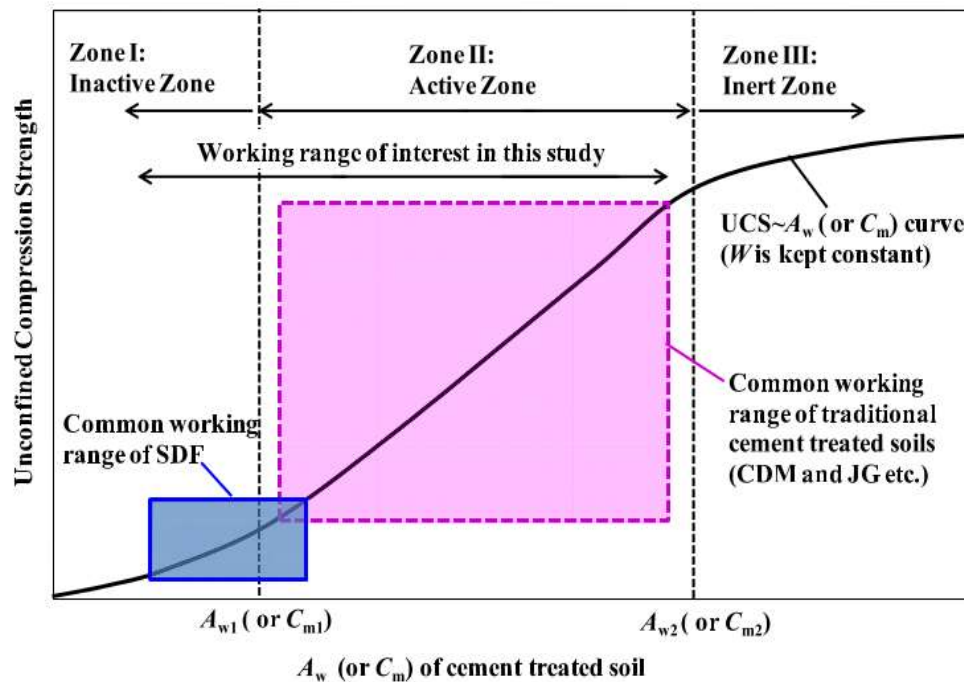 Zone I:
Inactive Zone
Zone II:
Active Zone
Zone III:
Inert Zone
Working range of interest in this study
UCS~Aw (or Cm) curve
(W is kept constant)
Unconfined Compression Strength
Common working
range of SDF
Common working
range of traditional
cement treated soils
(CDM and JG etc.)
Aw1 ( or Cm1)
Aw2 ( or Cm2)
Aw (or Cm) of cement treated soil